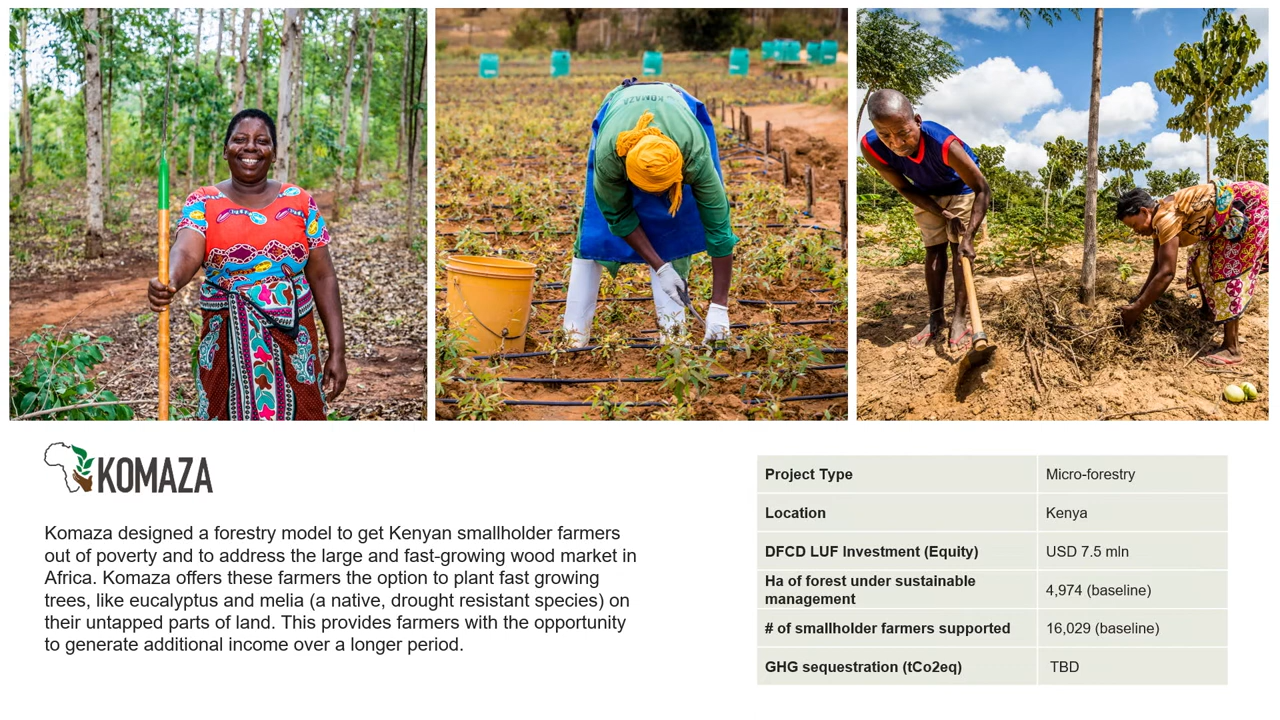 KOMAZA
KOMAZA
Komaza designed a forestry model to get Kenyan smallholder farmers
out of poverty and to address the large and fast-growing wood market in
Africa. Komaza offers these farmers the option to plant fast growing
trees, like eucalyptus and melia (a native, drought resistant species) on
their untapped parts of land. This provides farmers with the opportunity
to generate additional income over a longer period.
Project Type Micro-forestry
Location Kenya
DFCD LUF Investment (Equity) USD 7.5 mln
Ha of forest under sustainable
management 4,974 (baseline)
# of smallholder farmers supported 16,029 (baseline)
GHG sequestration (tCo2eq) TBD